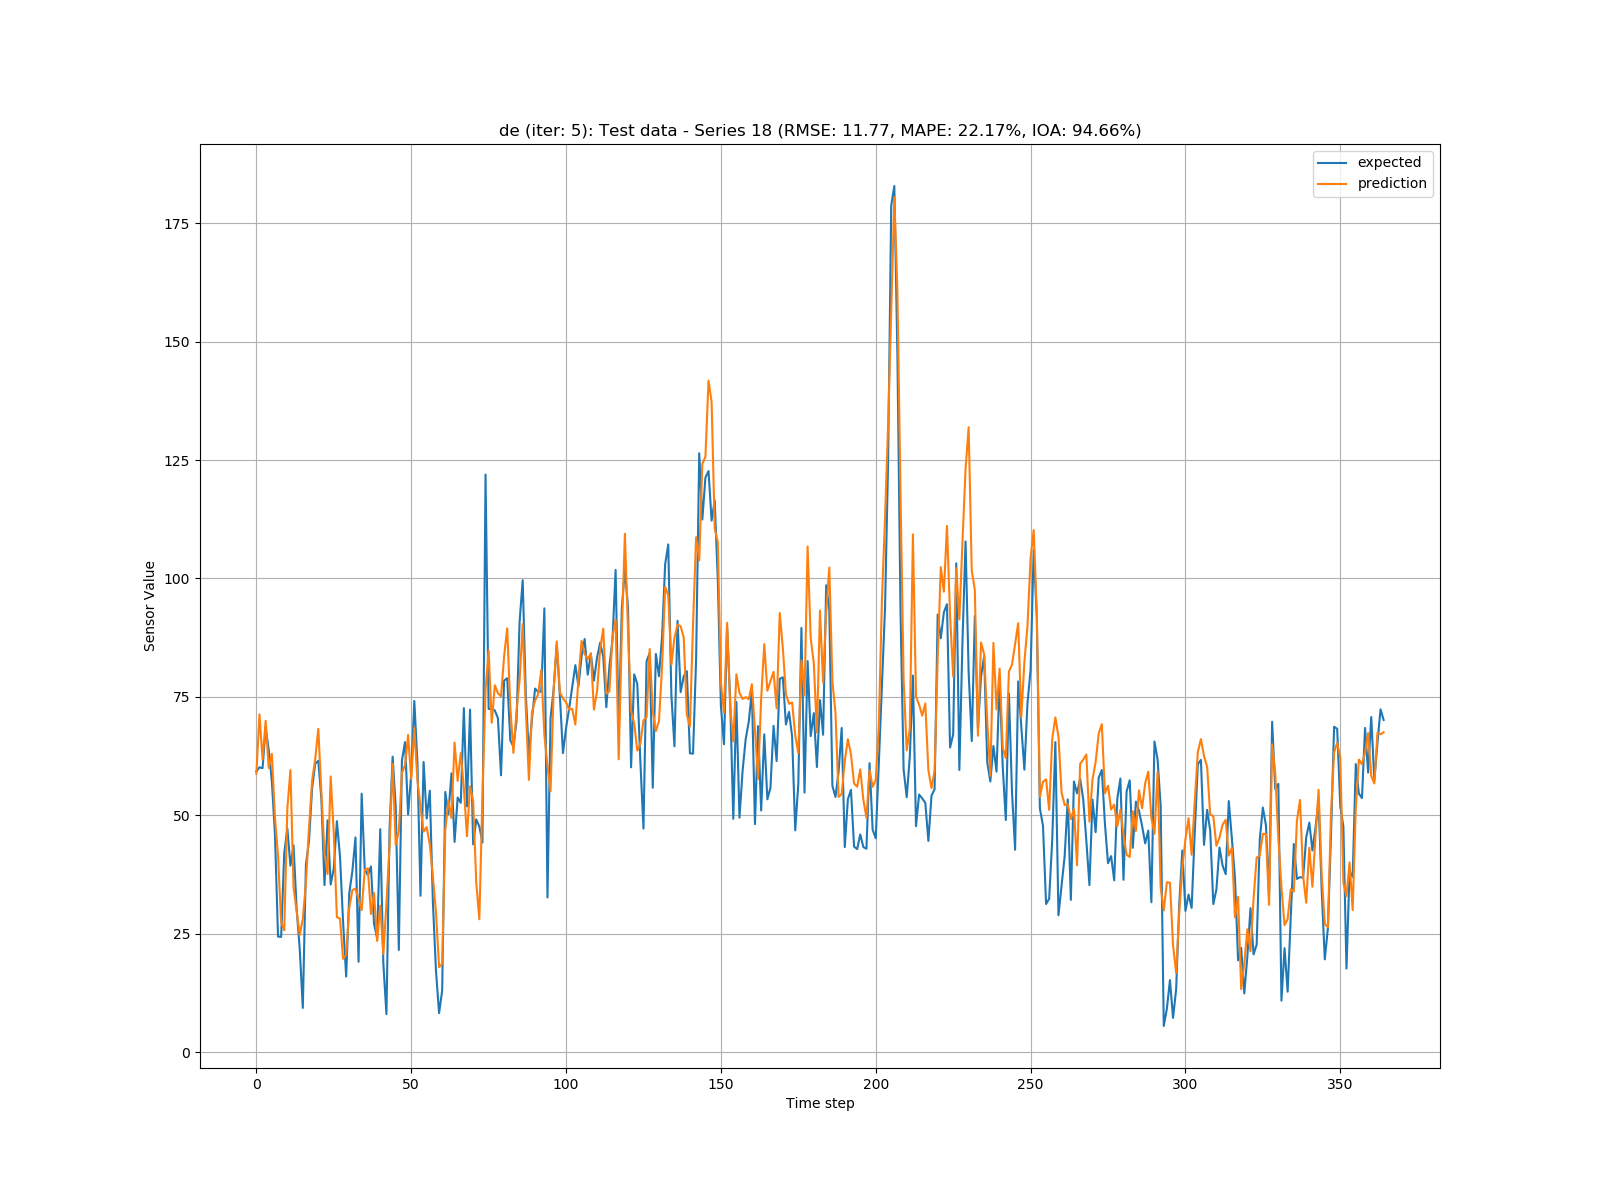 de (iter: 5): Test data - Series 18 (RMSE: 11.77, MAPE: 22.17%, IOA: 94.66%)
expected
prediction
175
150
125
100
75
50
25
0
Sensor Value
0 50 100 150 200 250 300 350
Time step